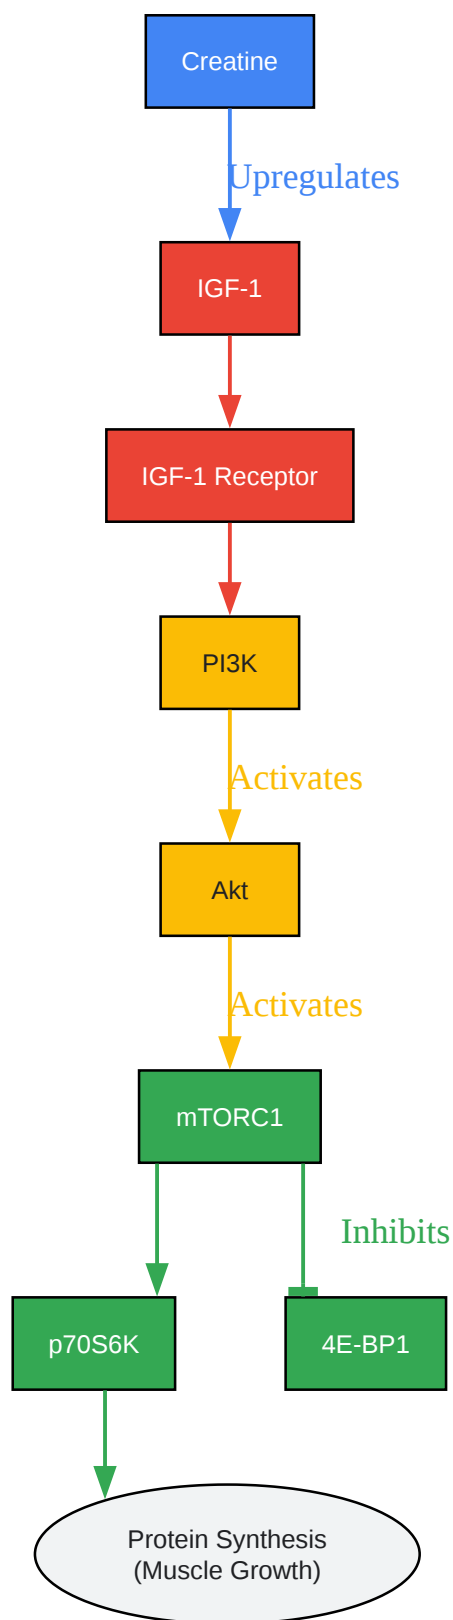 Creatine
Upregulates
IGF-1
IGF-1 Receptor
PI3K
Activates
Akt
Activates
mTORC1
Inhibits
p70S6K
4E-BP1
Protein Synthesis
(Muscle Growth)